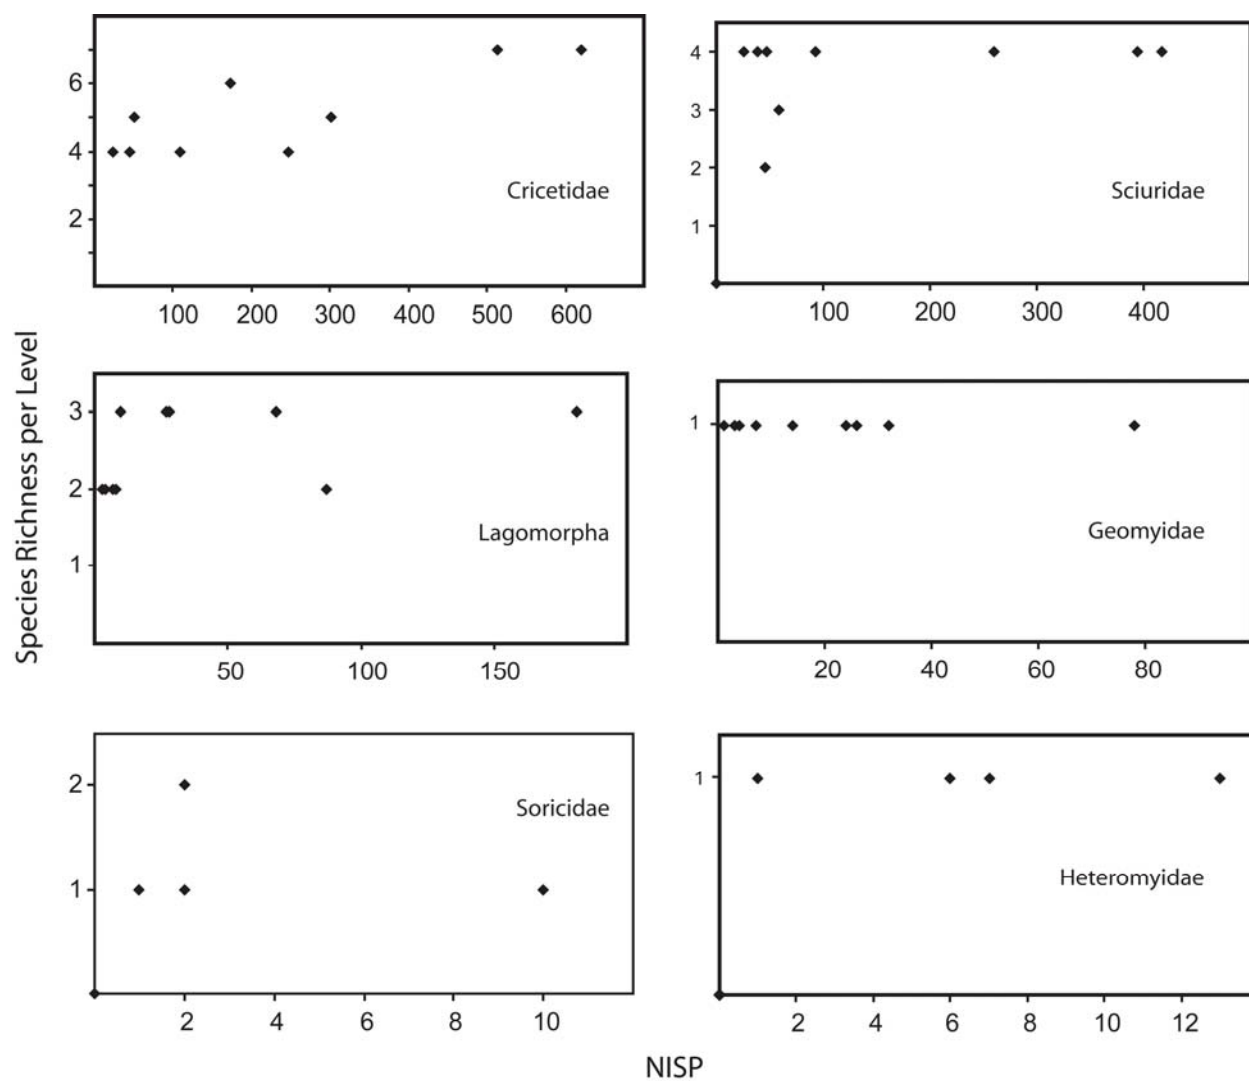 Species Richness per Level
6
4
2
Cricetidae
100 200 300 400 500 600
4
3
2
1
Sciuridae
100 200 300 400
3
2
1
Lagomorpha
50 100 150
1
Geomyidae
20 40 60 80
2
1
Soricidae
2 4 6 8 10
1
Heteromyidae
2 4 6 8 10 12
NISP